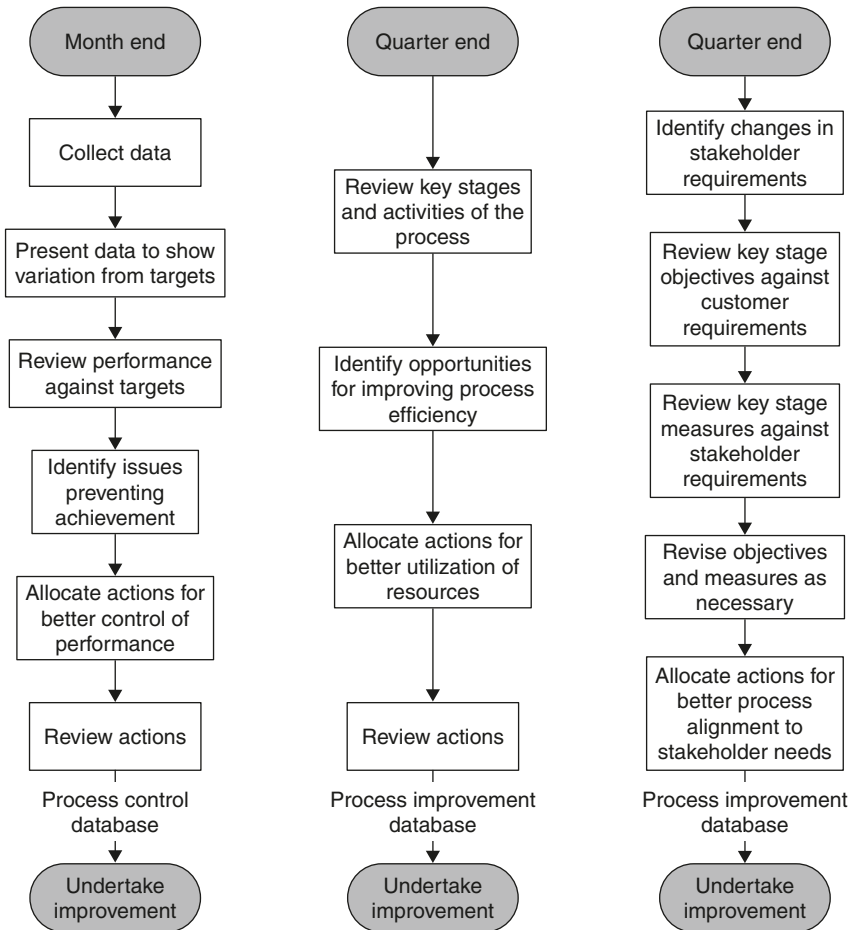 Month end
Collect data
Present data to show
variation from targets
Review performance
against targets
Identify issues
preventing
achievement
Allocate actions for
better control of
performance
Review actions
Process control
database
Undertake
improvement
Quarter end
Review key stages
and activities of the
process
Identify opportunities
for improving process
efficiency
Allocate actions for
better utilization of
resources
Review actions
Process improvement
database
Undertake
improvement
Quarter end
Identify changes in
stakeholder
requirements
Review key stage
objectives against
customer
requirements
Review key stage
measures against
stakeholder
requirements
Revise objectives
and measures as
necessary
Allocate actions for
better process
alignment to
stakeholder needs
Process improvement
database
Undertake
improvement